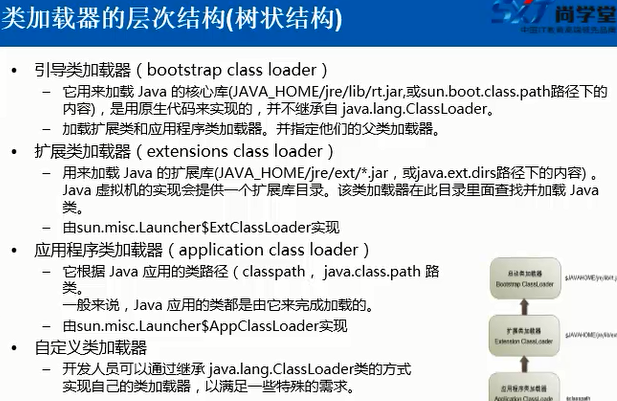 类加载器的层次结构(树状结构)
SXT 尚学堂
• 引导类加载器（bootstrap class loader）
– 它用来加载 Java 的核心库(JAVA_HOME/jre/lib/rt.jar,或sun.boot.class.path路径下的
内容)，是用原生代码来实现的，并不继承自 java.lang.ClassLoader。
– 加载扩展类和应用程序类加载器。并指定他们的父类加载器。
• 扩展类加载器（extensions class loader）
– 用来加载 Java 的扩展库(JAVA_HOME/jre/ext/*.jar，或java.ext.dirs路径下的内容) 。
Java 虚拟机的实现会提供一个扩展库目录。该类加载器在此目录里面查找并加载 Java
类。
– 由sun.misc.Launcher$ExtClassLoader实现
• 应用程序类加载器（application class loader）
– 它根据 Java 应用的类路径（classpath， java.class.path 路
类。
一般来说，Java 应用的类都是由它来完成加载的。
– 由sun.misc.Launcher$AppClassLoader实现
• 自定义类加载器
– 开发人员可以通过继承 java.lang.ClassLoader类的方式
实现自己的类加载器，以满足一些特殊的需求。
启动类加载器
Bootstrap ClassLoader
$JAVAHOME/jre/lib/rt.j
扩展类加载器
Extension ClassLoader
$JAVAHOME/jre/lib/ext
应用程序类加载器
Application ClassLoader
$classpath